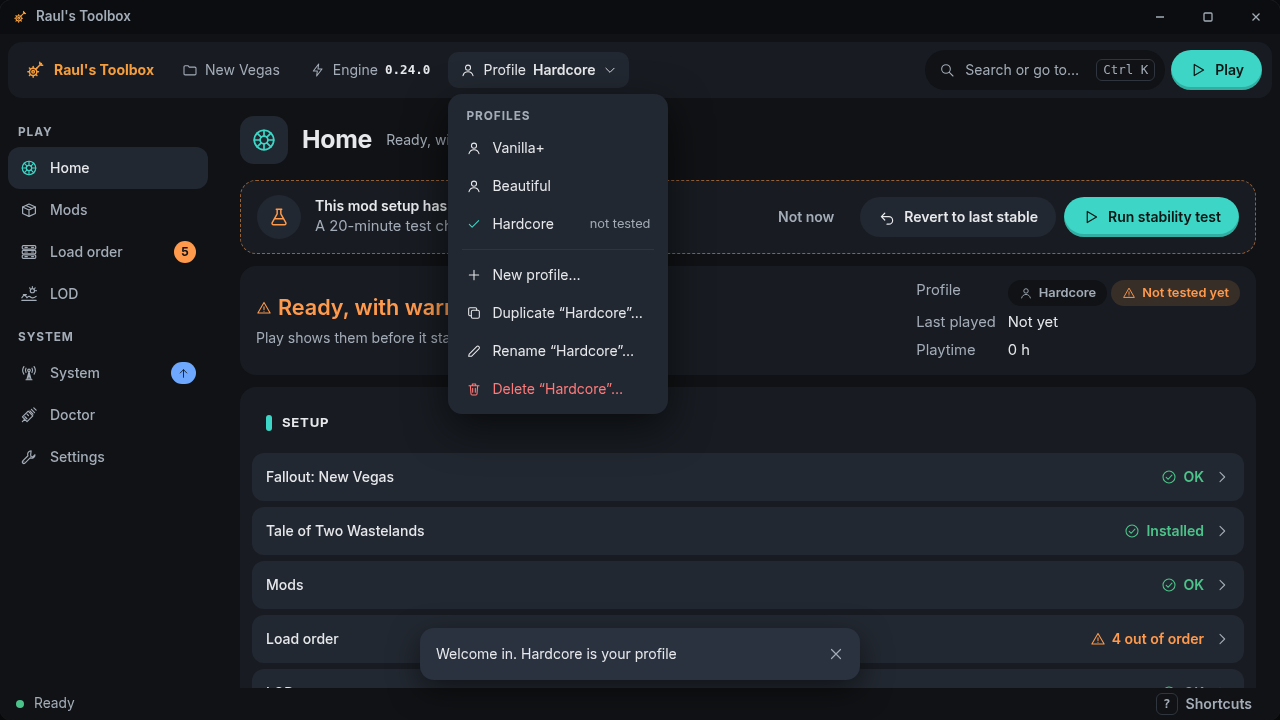 Raul's Toolbox
Raul's Toolbox
New Vegas
Engine 0.24.0
Profile Hardcore
Search or go to...
Ctrl K
Play
PLAY
Home
Mods
Load order
5
LOD
SYSTEM
System
Doctor
Settings
PROFILES
Vanilla+
Beautiful
Hardcore not tested
New profile...
Duplicate “Hardcore”...
Rename “Hardcore”...
Delete “Hardcore”...
Home
Ready, wi
This mod setup has
A 20-minute test ch
Not now
Revert to last stable
Run stability test
Ready, with warn
Play shows them before it sta
Profile Hardcore Not tested yet
Last played Not yet
Playtime 0 h
SETUP
Fallout: New Vegas OK
Tale of Two Wastelands Installed
Mods OK
Load order 4 out of order
Welcome in. Hardcore is your profile
Ready
? Shortcuts